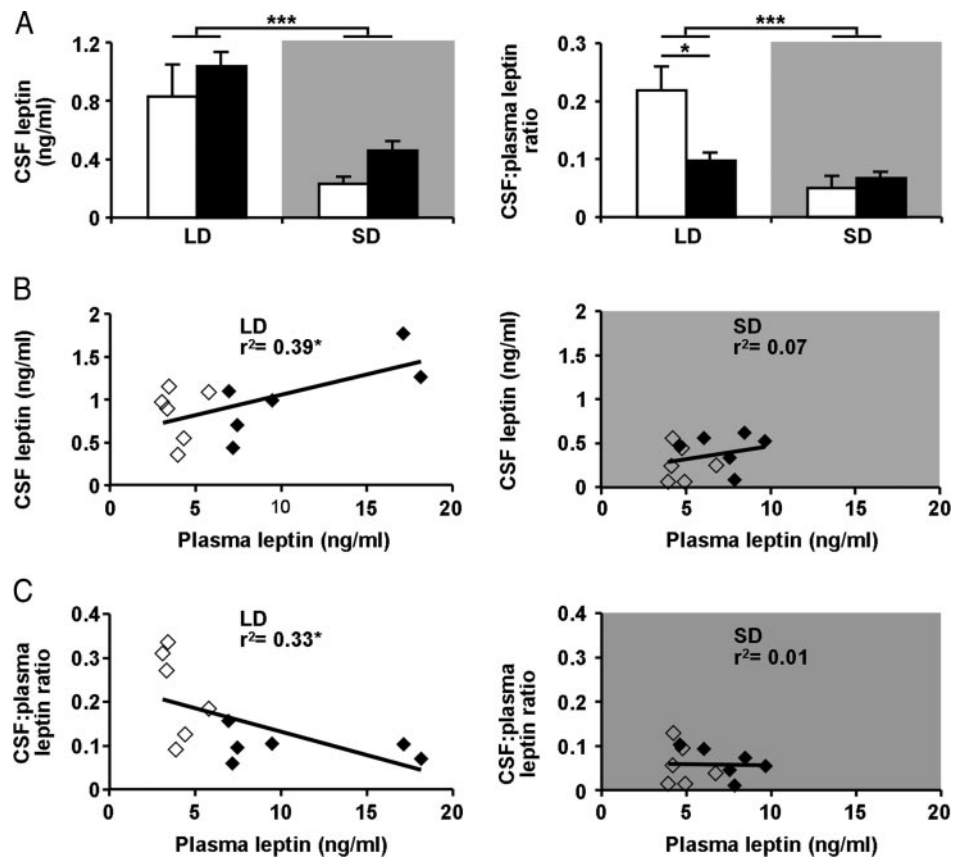 A
***
CSF leptin
(ng/ml)
1.2
0.8
0.4
0
LD
SD
***
*
CSF:plasma leptin
ratio
0.3
0.2
0.1
0
LD
SD
B
CSF leptin (ng/ml)
2
1.5
1
0.5
0
LD
r²= 0.39*
0 5 10 15 20
Plasma leptin (ng/ml)
CSF leptin (ng/ml)
2
1.5
1
0.5
0
SD
r²= 0.07
0 5 10 15 20
Plasma leptin (ng/ml)
C
CSF:plasma
leptin ratio
0.4
0.3
0.2
0.1
0
LD
r²= 0.33*
0 5 10 15 20
Plasma leptin (ng/ml)
CSF:plasma
leptin ratio
0.4
0.3
0.2
0.1
0
SD
r²= 0.01
0 5 10 15 20
Plasma leptin (ng/ml)